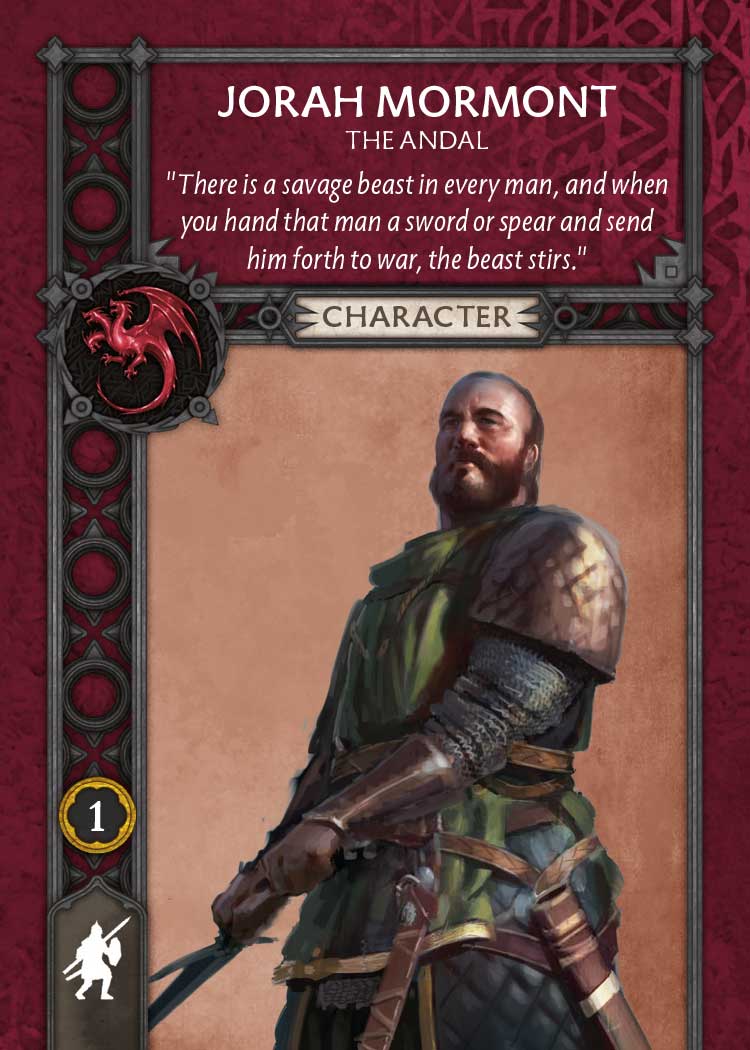 JORAH MORMONT
THE ANDAL
"There is a savage beast in every man, and when
you hand that man a sword or spear and send
him forth to war, the beast stirs."
CHARACTER
1